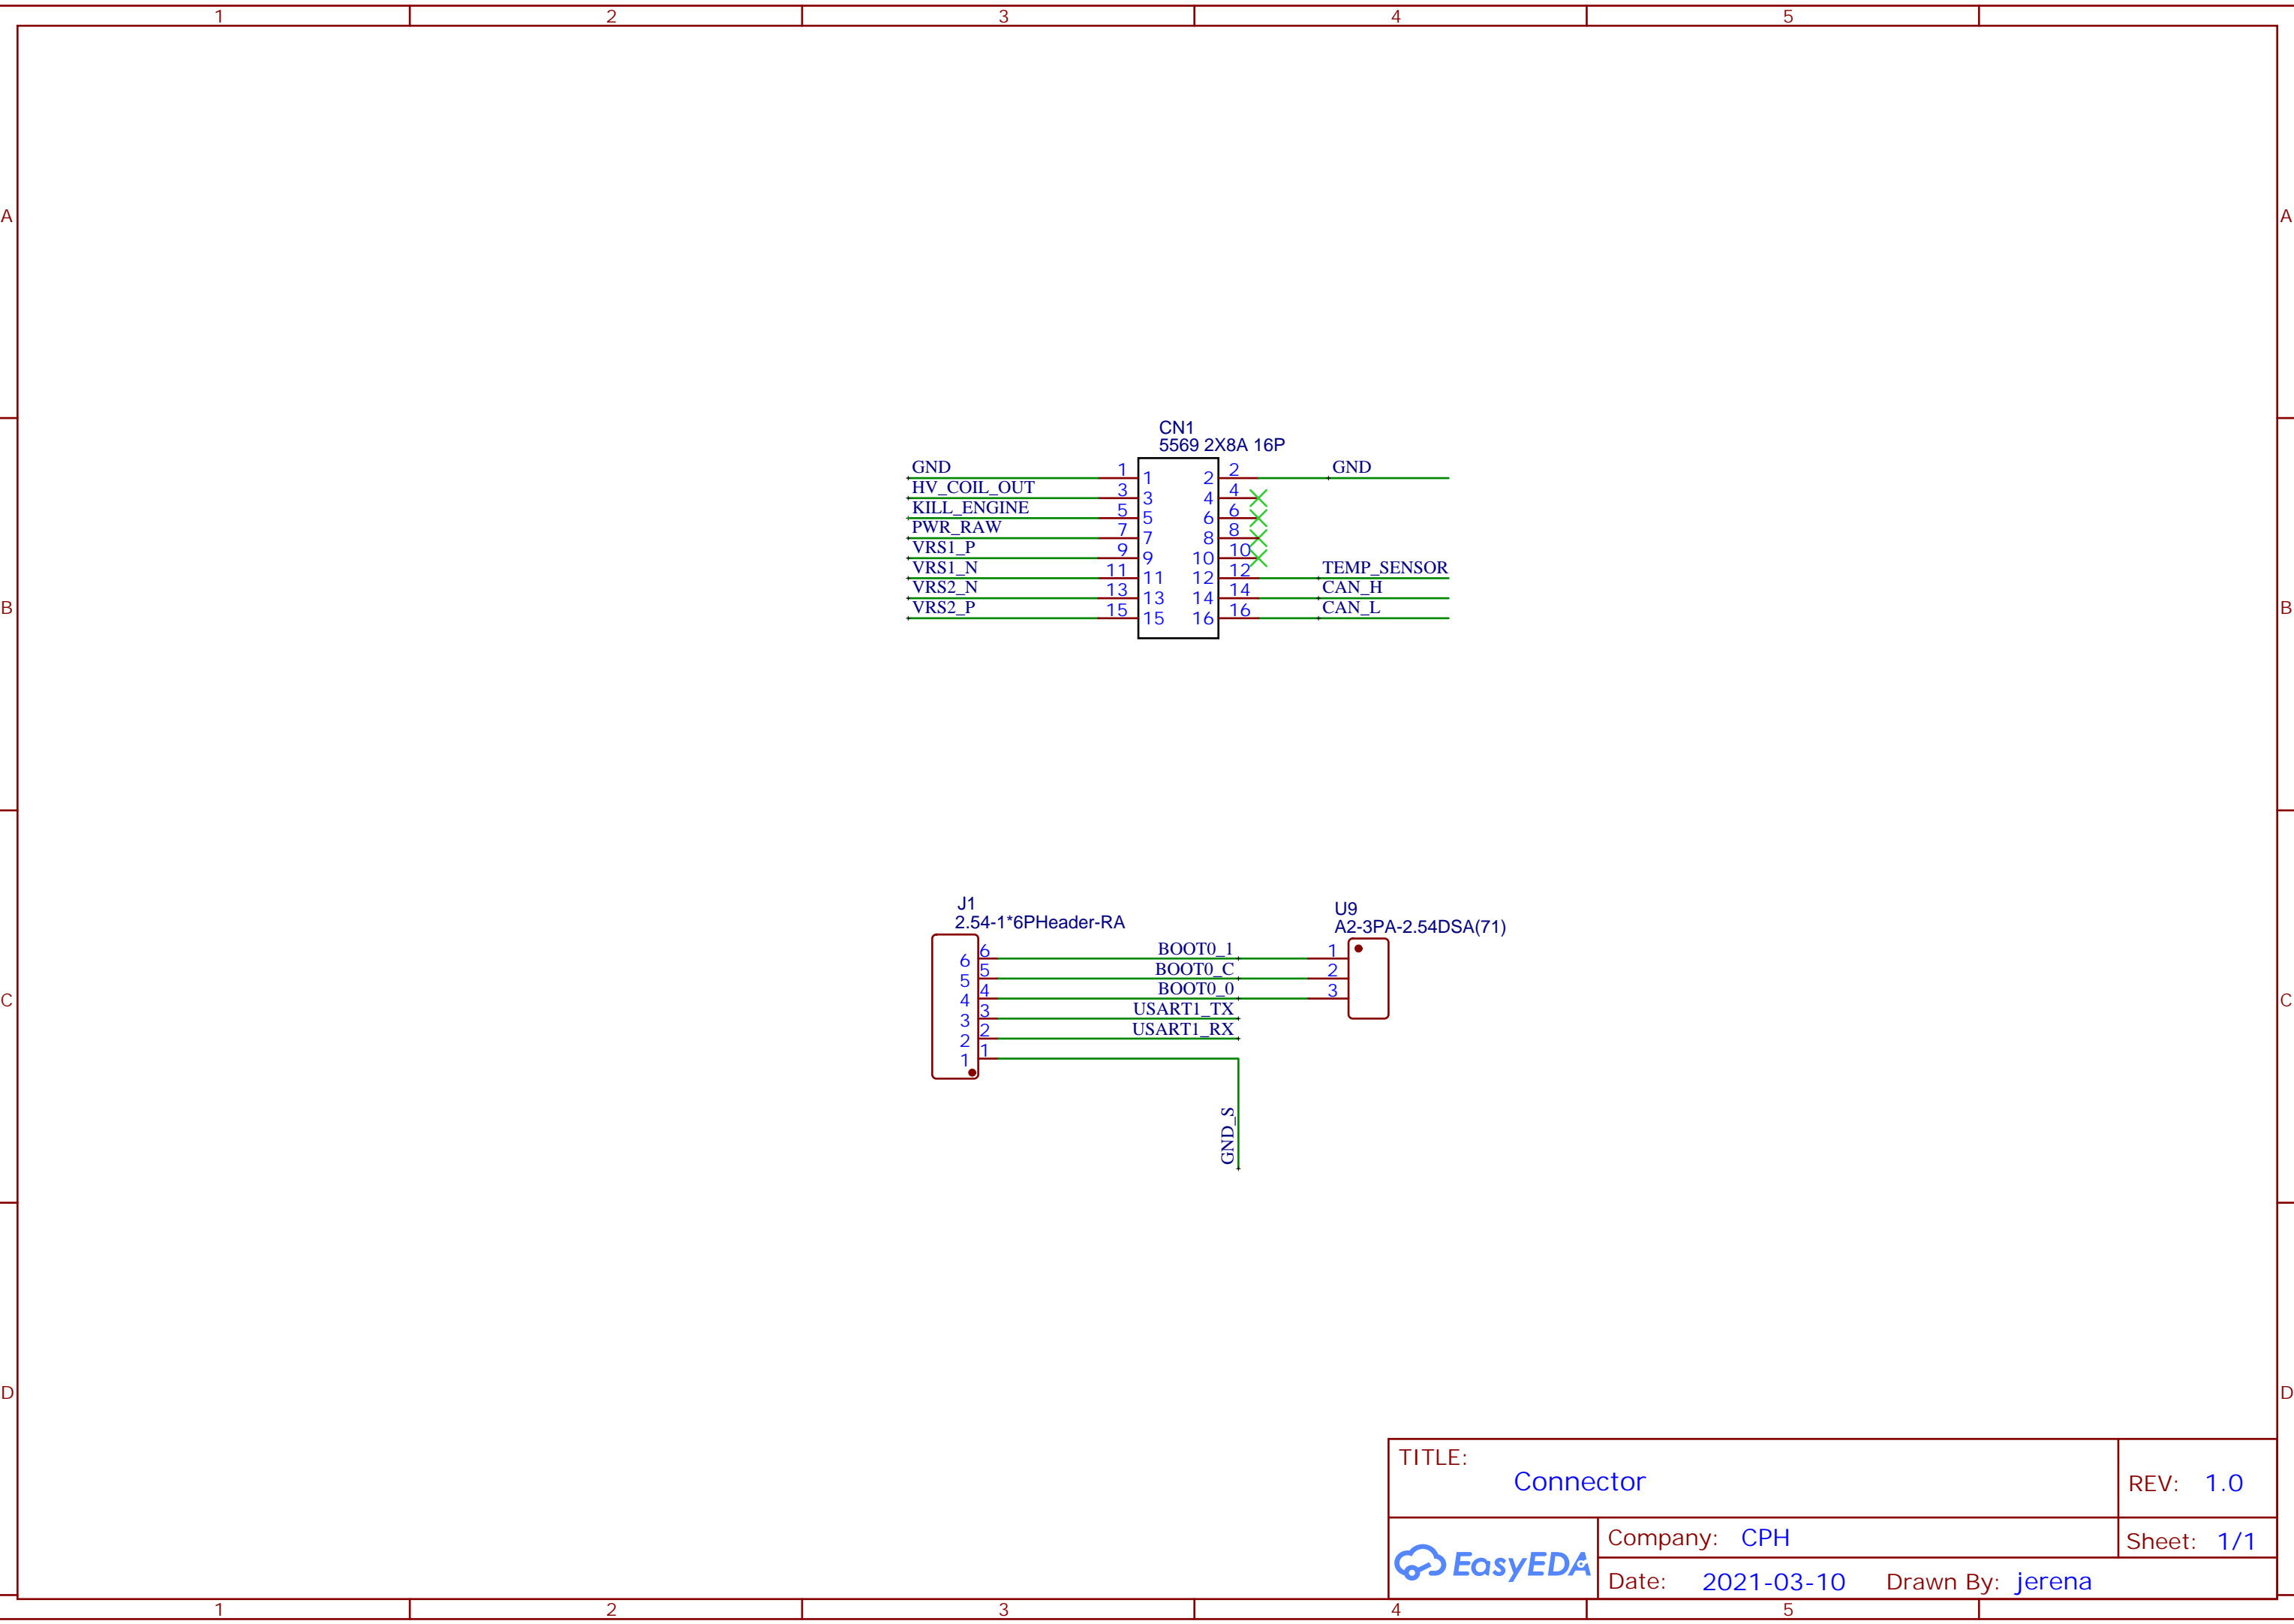 1 2 3 4 5
A A
CN1
5569 2X8A 16P
GND 1 1 2 2 GND
HV_COIL_OUT 3 3 4 4
KILL_ENGINE 5 5 6 6
PWR_RAW 7 7 8 8
VRS1_P 9 9 10 10
VRS1_N 11 11 12 12 TEMP_SENSOR
VRS2_N 13 13 14 14 CAN_H
VRS2_P 15 15 16 16 CAN_L
B B
J1
2.54-1*6PHeader-RA
U9
A2-3PA-2.54DSA(71)
6 6 BOOT0_1 1
5 5 BOOT0_C 2
4 4 BOOT0_0 3
3 3 USART1_TX
2 2 USART1_RX
1 1
GND_S
C C
D D
TITLE:
Connector
REV: 1.0
EasyEDA
Company: CPH
Sheet: 1/1
Date: 2021-03-10 Drawn By: jerena
1 2 3 4 5